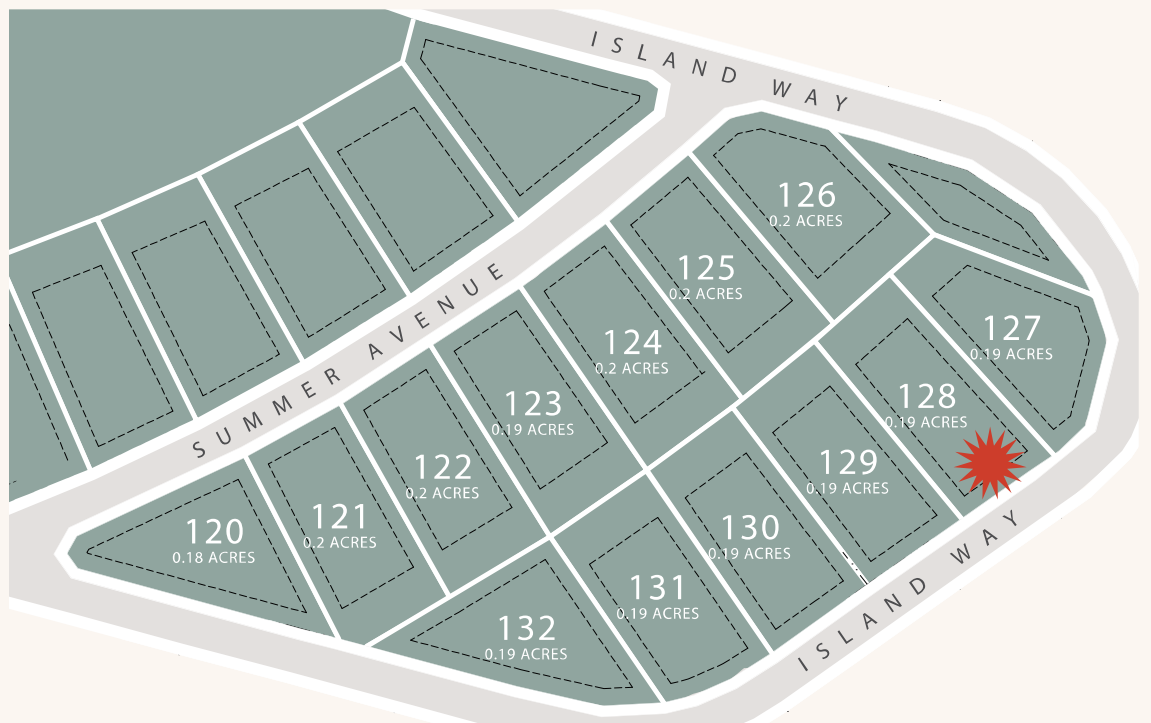 ISLAND WAY
126
0.2 ACRES
125
0.2 ACRES
127
0.19 ACRES
124
0.2 ACRES
SUMMER AVENUE
128
0.19 ACRES
123
0.19 ACRES
129
0.19 ACRES
122
0.2 ACRES
121
0.2 ACRES
120
0.18 ACRES
130
0.19 ACRES
131
0.19 ACRES
132
0.19 ACRES
ISLAND WAY